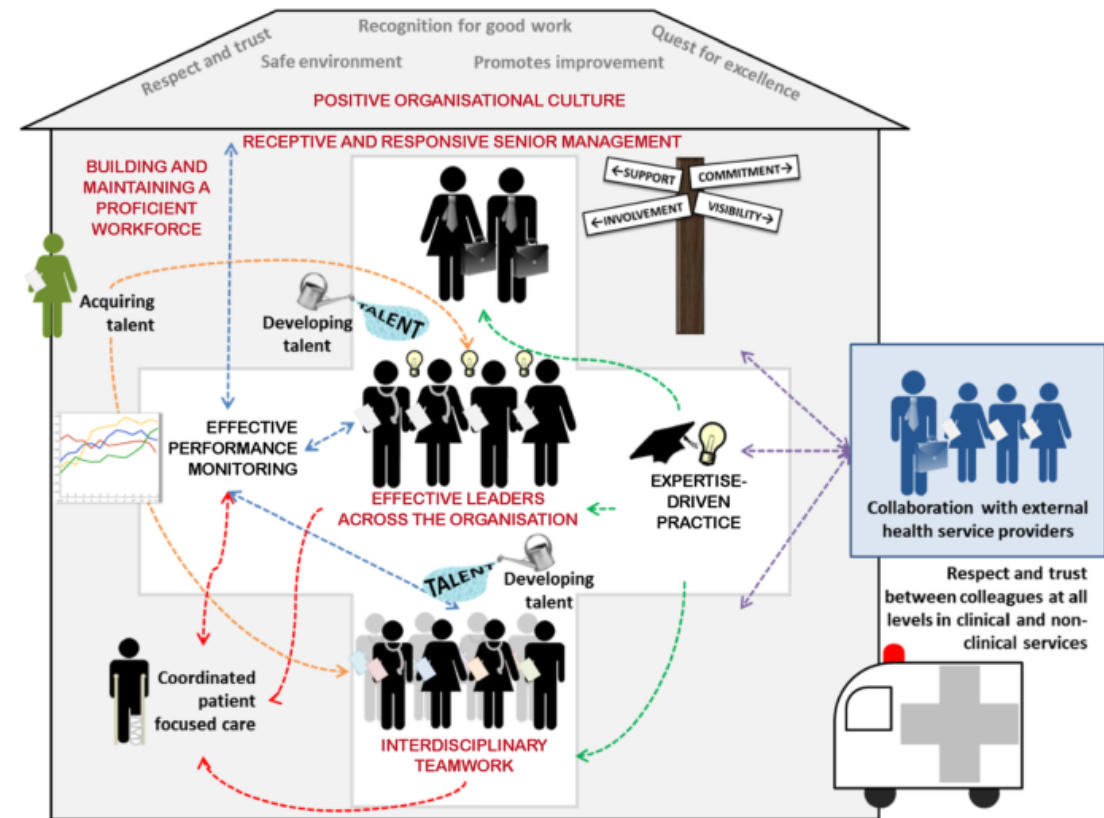 Recognition for good work
Respect and trust
Quest for excellence
Safe environment
Promotes improvement
POSITIVE ORGANISATIONAL CULTURE
RECEPTIVE AND RESPONSIVE SENIOR MANAGEMENT
BUILDING AND
MAINTAINING A
PROFICIENT
WORKFORCE
←SUPPORT
COMMITMENT→
←INVOLVEMENT
VISIBILITY→
Acquiring
talent
Developing
talent
TALENT
EFFECTIVE
PERFORMANCE
MONITORING
EFFECTIVE LEADERS
ACROSS THE ORGANISATION
EXPERTISE-
DRIVEN
PRACTICE
Collaboration with external
health service providers
Respect and trust
between colleagues at all
levels in clinical and non-
clinical services
TALENT
Developing
talent
Coordinated
patient
focused care
INTERDISCIPLINARY
TEAMWORK